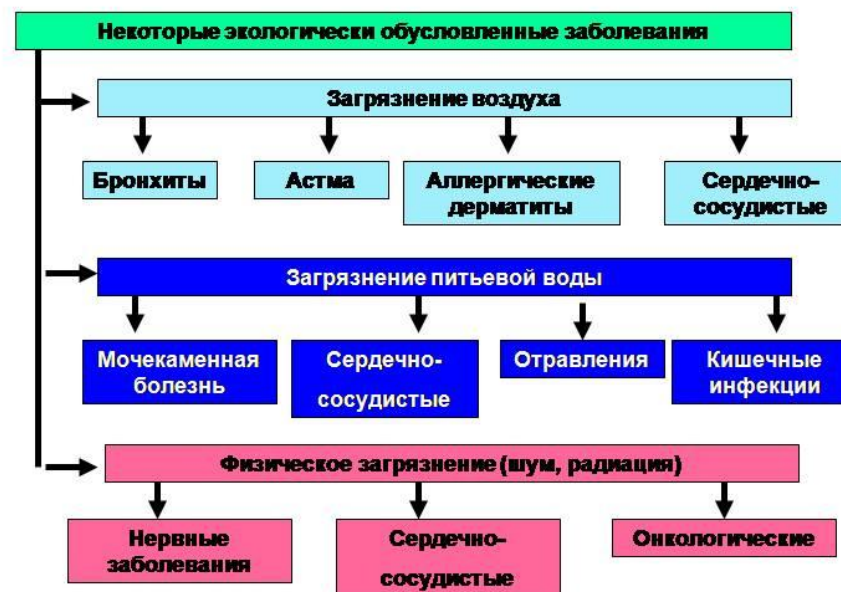 Некоторые экологически обусловленные заболевания
Загрязнение воздуха
Бронхиты
Астма
Аллергические
дерматиты
Сердечно-
сосудистые
Загрязнение питьевой воды
Мочекаменная
болезнь
Сердечно-
сосудистые
Отравления
Кишечные
инфекции
Физическое загрязнение (шум, радиация)
Нервные
заболевания
Сердечно-
сосудистые
Онкологические